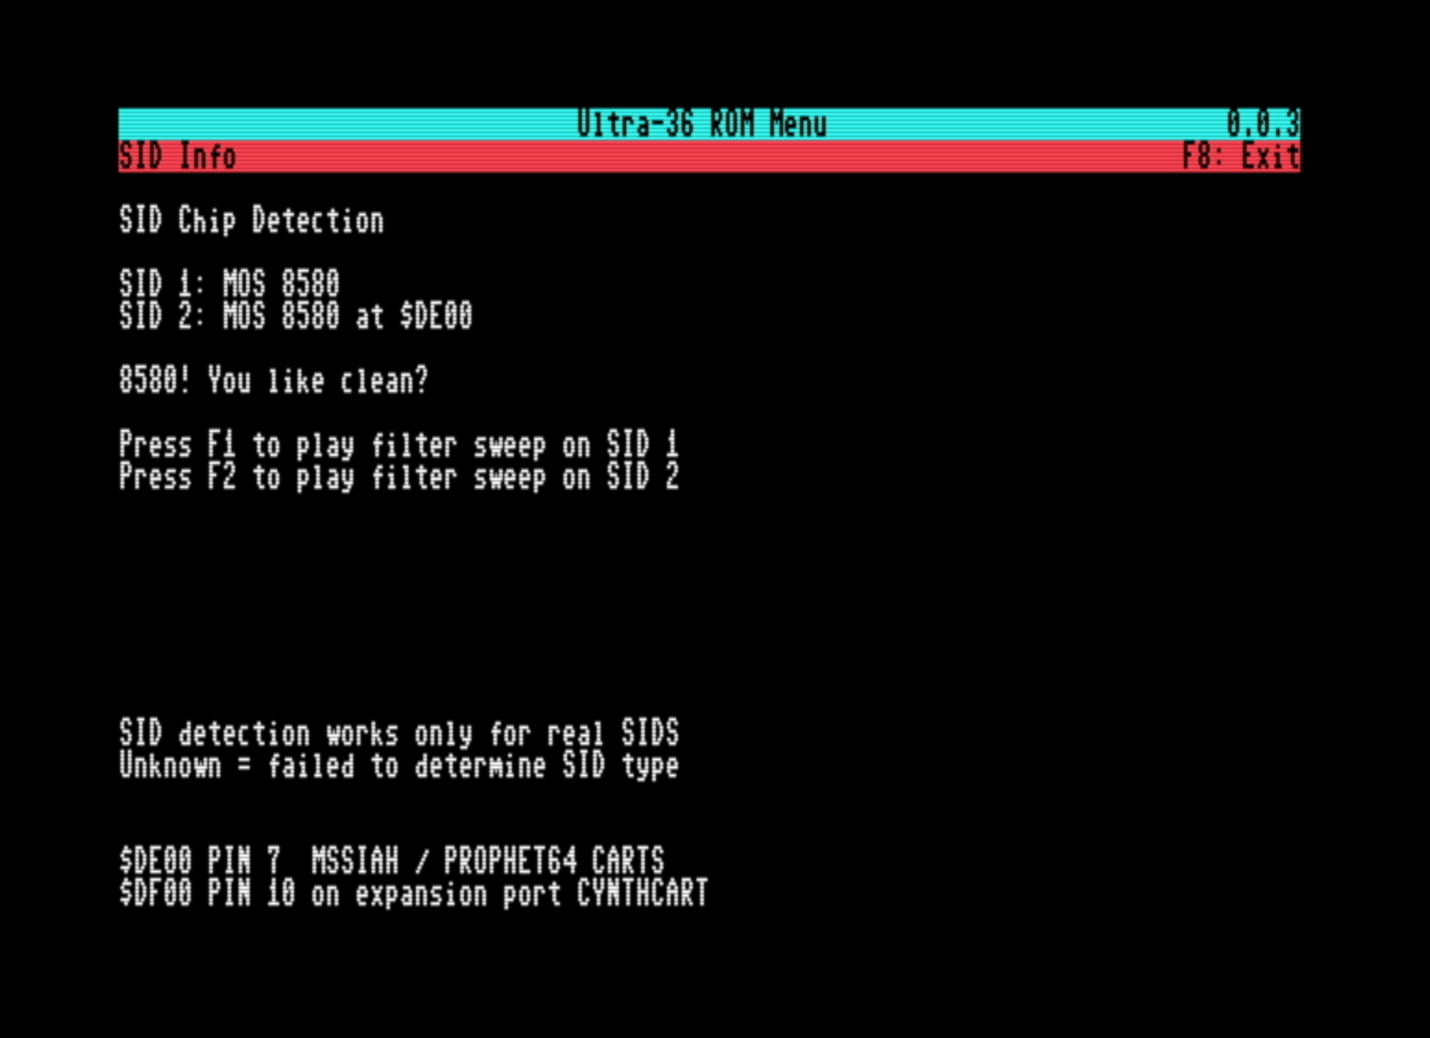 Ultra-36 ROM Menu 0.0.3
SID Info F8: Exit
SID Chip Detection
SID 1: MOS 8580
SID 2: MOS 8580 at $DE00
8580! You like clean?
Press F1 to play filter sweep on SID 1
Press F2 to play filter sweep on SID 2
SID detection works only for real SIDS
Unknown = failed to determine SID type
$DE00 PIN 7  MSSIAH / PROPHET64 CARTS
$DF00 PIN 10 on expansion port CYNTHCART